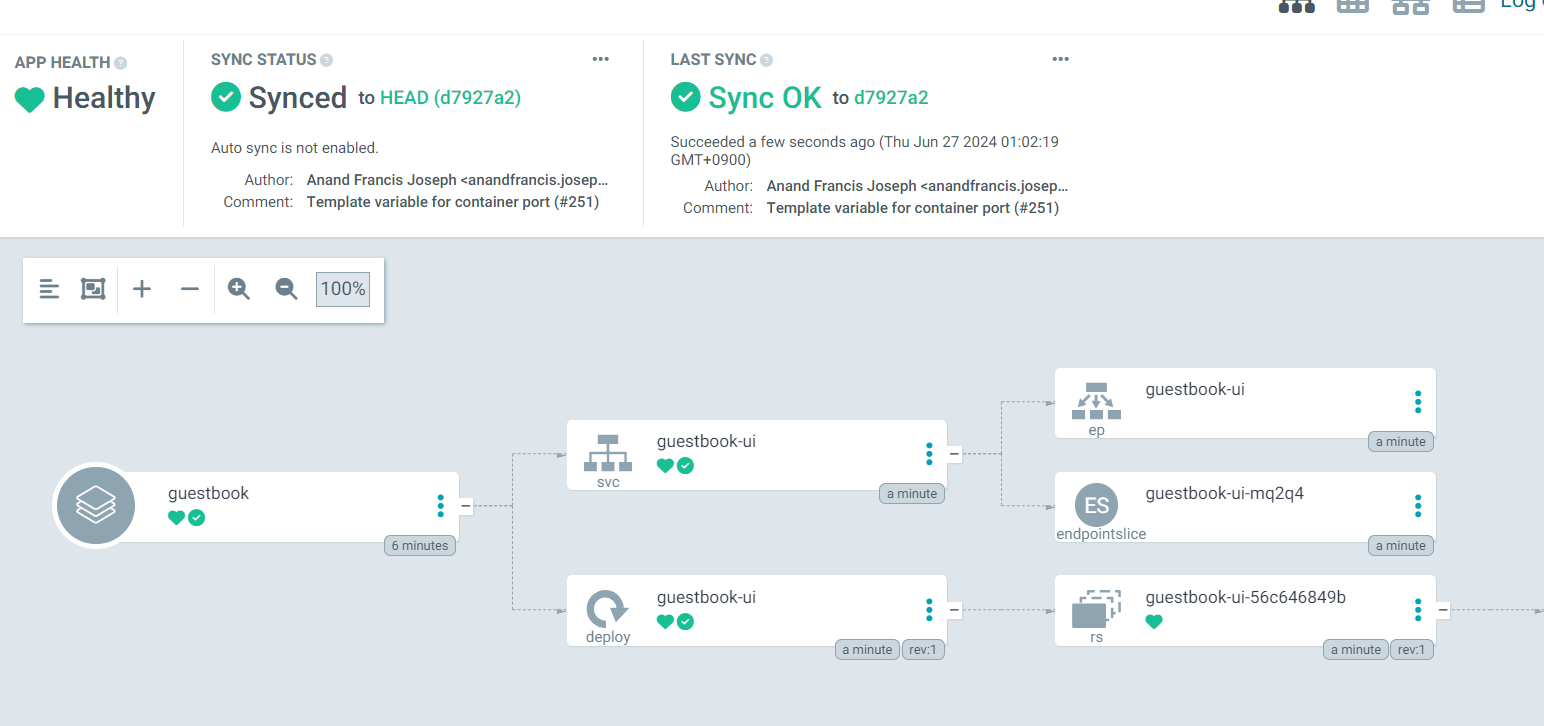 Log
APP HEALTH
Healthy
SYNC STATUS
Synced to HEAD (d7927a2)
Auto sync is not enabled.
Author: Anand Francis Joseph <anandfrancis.josep...
Comment: Template variable for container port (#251)
LAST SYNC
Sync OK to d7927a2
Succeeded a few seconds ago (Thu Jun 27 2024 01:02:19
GMT+0900)
Author: Anand Francis Joseph <anandfrancis.josep...
Comment: Template variable for container port (#251)
100%
guestbook
6 minutes
guestbook-ui
svc
a minute
guestbook-ui
deploy
a minute rev:1
guestbook-ui
ep
a minute
ES guestbook-ui-mq2q4
endpointslice
a minute
guestbook-ui-56c646849b
rs
a minute rev:1